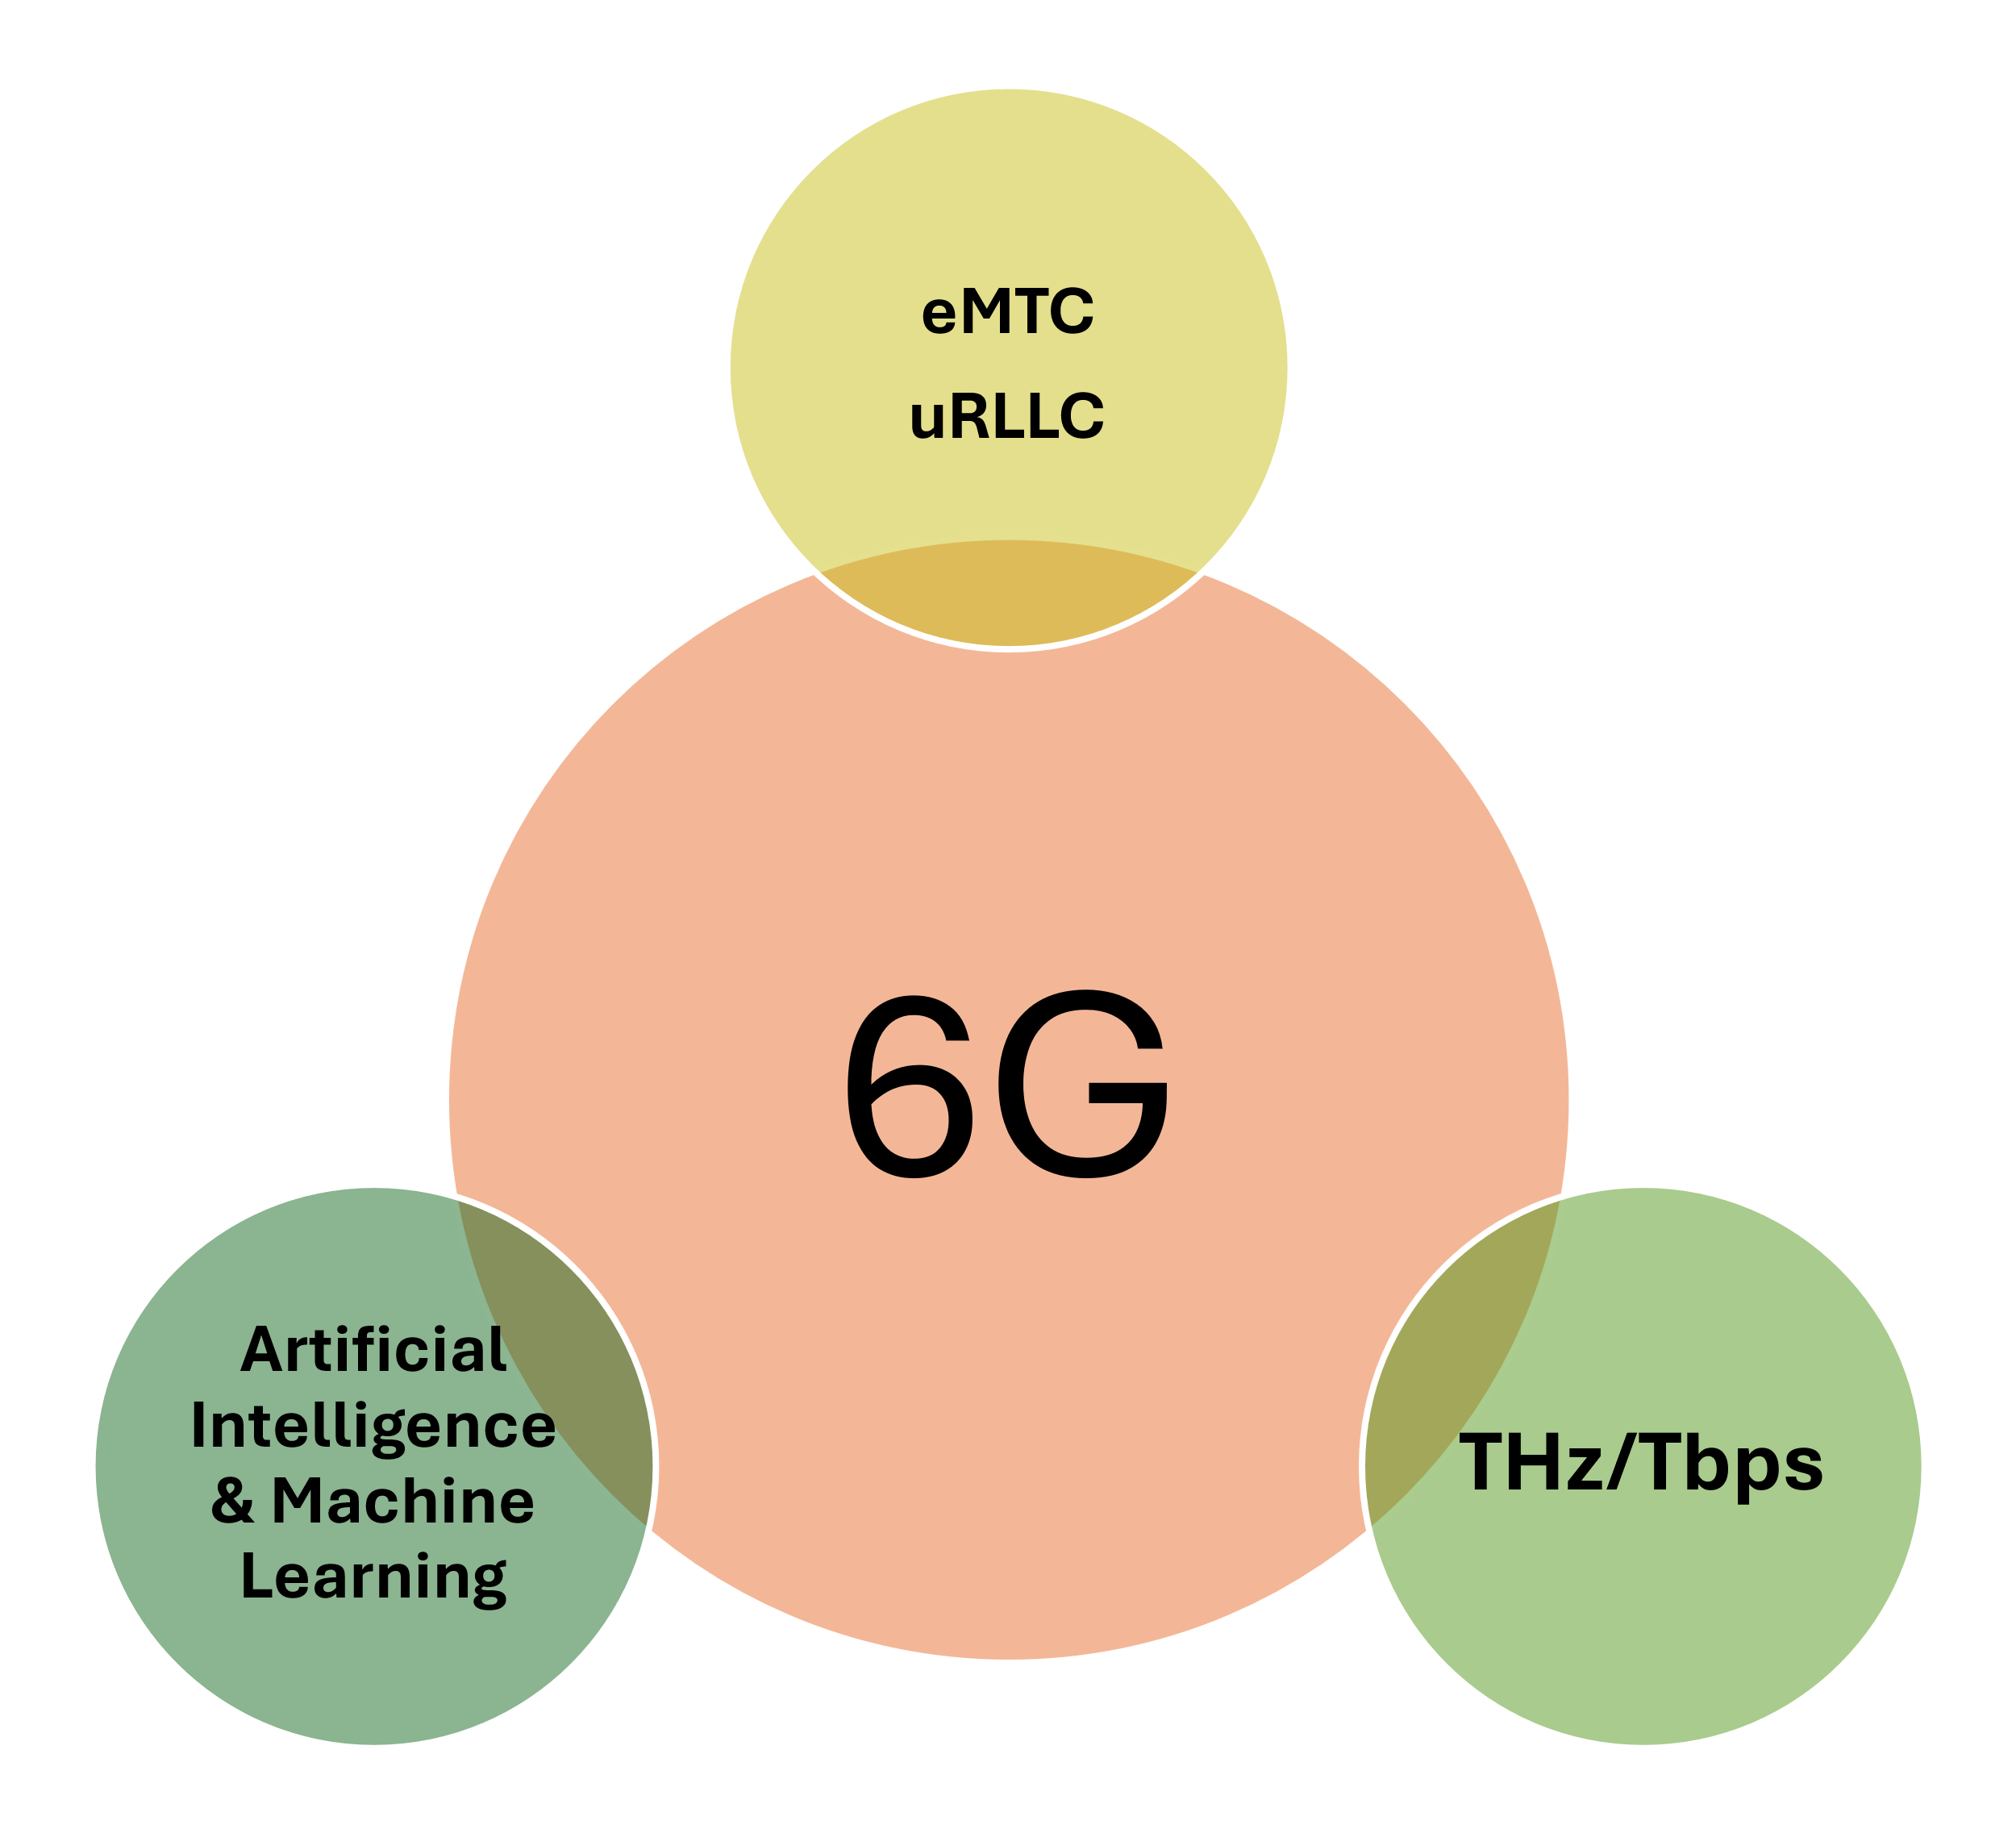 eMTC
uRLLC
6G
Artificial
Intelligence
& Machine
Learning
THz/Tbps